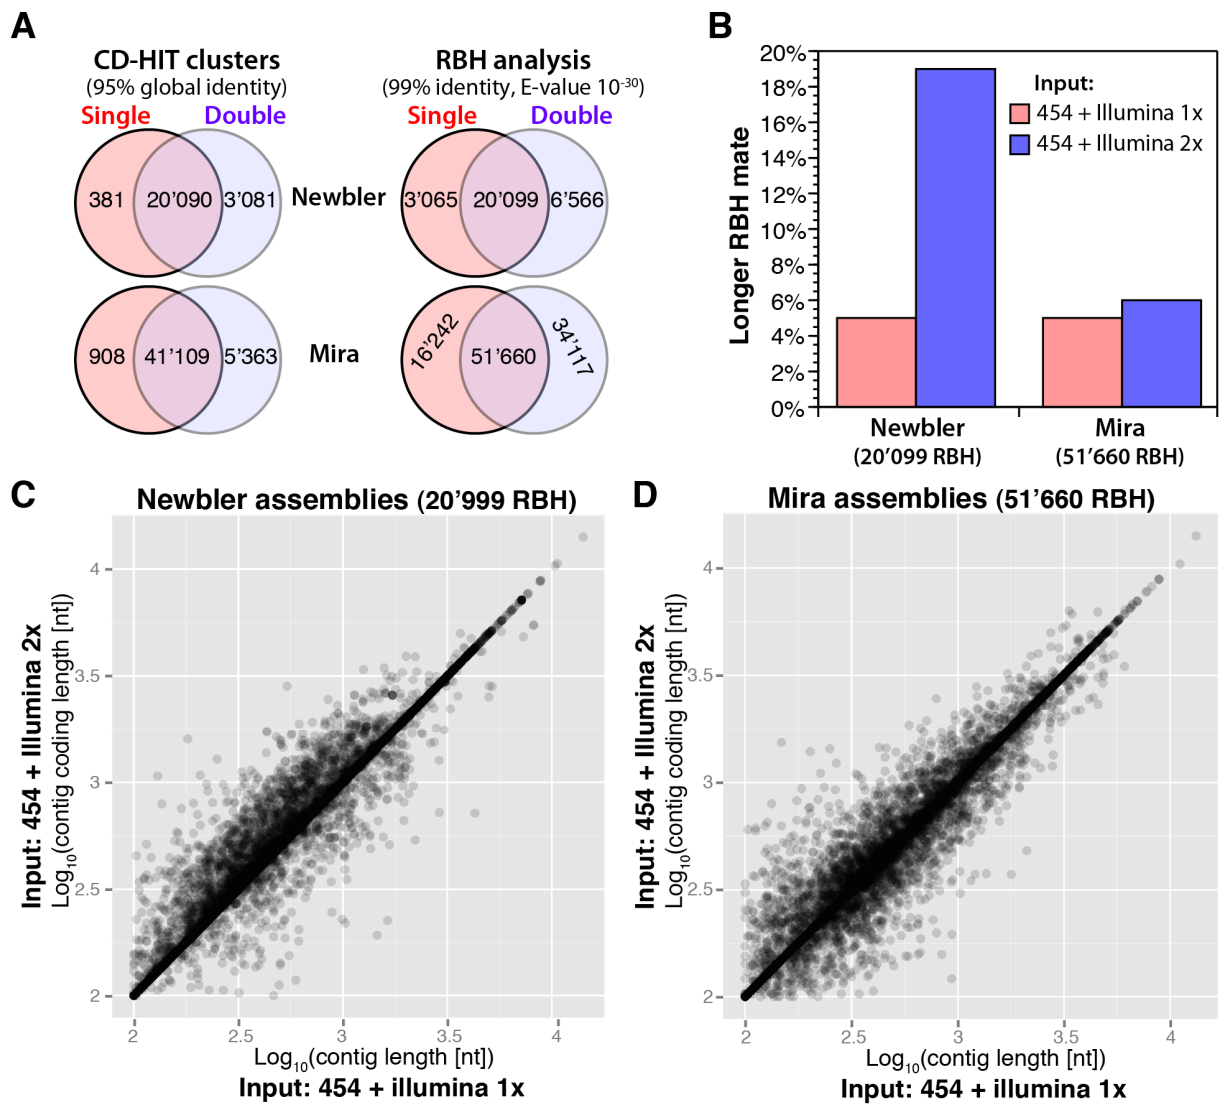 A
CD-HIT clusters
(95% global identity)
Single Double
381 20’090 3’081
Newbler
908 41’109 5’363
Mira
RBH analysis
(99% identity, E-value 10⁻³⁰)
Single Double
3’065 20’099 6’566
16’242 51’660 34’117
B
Longer RBH mate
20%
18%
16%
14%
12%
10%
8%
6%
4%
2%
0%
Input:
454 + Illumina 1x
454 + Illumina 2x
Newbler
(20’099 RBH)
Mira
(51’660 RBH)
C
Newbler assemblies (20’999 RBH)
Input: 454 + Illumina 2x
Log₁₀(contig coding length [nt])
4
3.5
3
2.5
2
2 2.5 3 3.5 4
Log₁₀(contig length [nt])
Input: 454 + illumina 1x
D
Mira assemblies (51’660 RBH)
Input: 454 + Illumina 2x
Log₁₀(contig coding length [nt])
4
3.5
3
2.5
2
2 2.5 3 3.5 4
Log₁₀(contig length [nt])
Input: 454 + illumina 1x